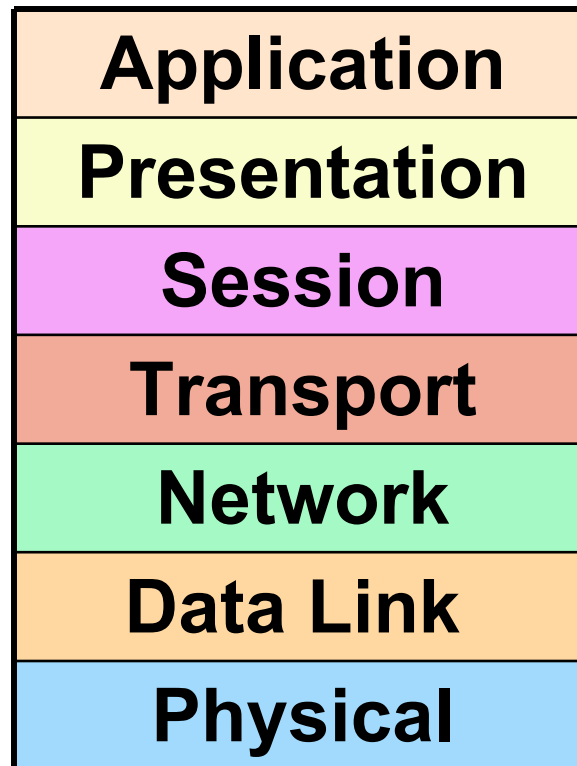 Application
Presentation
Session
Transport
Network
Data Link
Physical